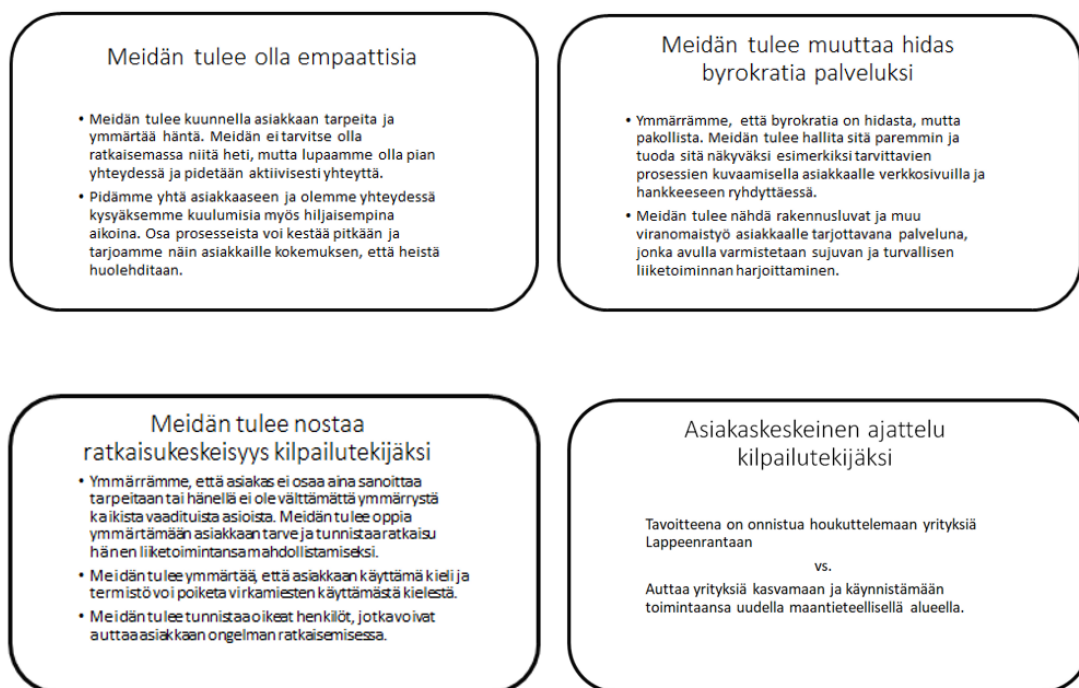 Meidän tulee olla empaattisia
• Meidän tulee kuunnella asiakkaan tarpeita ja
ymmärtää häntä. Meidän ei tarvitse olla
ratkaisemassa niitä heti, mutta lupaamme olla pian
yhteydessä ja pidetään aktiivisesti yhteyttä.
• Pidämme yhtä asiakkaaseen ja olemme yhteydessä
kysyäksemme kuulumisia myös hiljaisempina
aikoina. Osa prosesseista voi kestää pitkään ja
tarjoamme näin asiakkaille kokemuksen, että heistä
huolehditaan.
Meidän tulee muuttaa hidas
byrokratia palveluksi
• Ymmärrämme, että byrokratia on hidasta, mutta
pakollista. Meidän tulee hallita sitä paremmin ja
tuoda sitä näkyväksi esimerkiksi tarvittavien
prosessien kuvaamisella asiakkaalle verkkosivuilla ja
hankkeeseen ryhdyttäessä.
• Meidän tulee nähdä rakennusluvat ja muu
viranomaistyö asiakkaalle tarjottavana palveluna,
jonka avulla varmistetaan sujuvan ja turvallisen
liiketoiminnan harjoittaminen.
Meidän tulee nostaa
ratkaisukeskeisyys kilpailutekijäksi
• Ymmärrämme, että asiakas ei osaa aina sanoittaa
tarpeitaan tai hänellä ei ole välttämättä ymmärrystä
kaikista vaadituista asioista. Meidän tulee oppia
ymmärtämään asiakkaan tarve ja tunnistaa ratkaisu
hänen liiketoimintansa mahdollistamiseksi.
• Meidän tulee ymmärtää, että asiakkaan käyttämä kieli ja
termistö voi poiketa virkamiesten käyttämästä kielestä.
• Meidän tulee tunnistaa oikeat henkilöt, jotka voivat
auttaa asiakkaan ongelman ratkaisemisessa.
Asiakaskeskeinen ajattelu
kilpailutekijäksi
Tavoitteena on onnistua houkuttelemaan yrityksiä
Lappeenrantaan
vs.
Auttaa yrityksiä kasvamaan ja käynnistämään
toimintaansa uudella maantieteellisellä alueella.